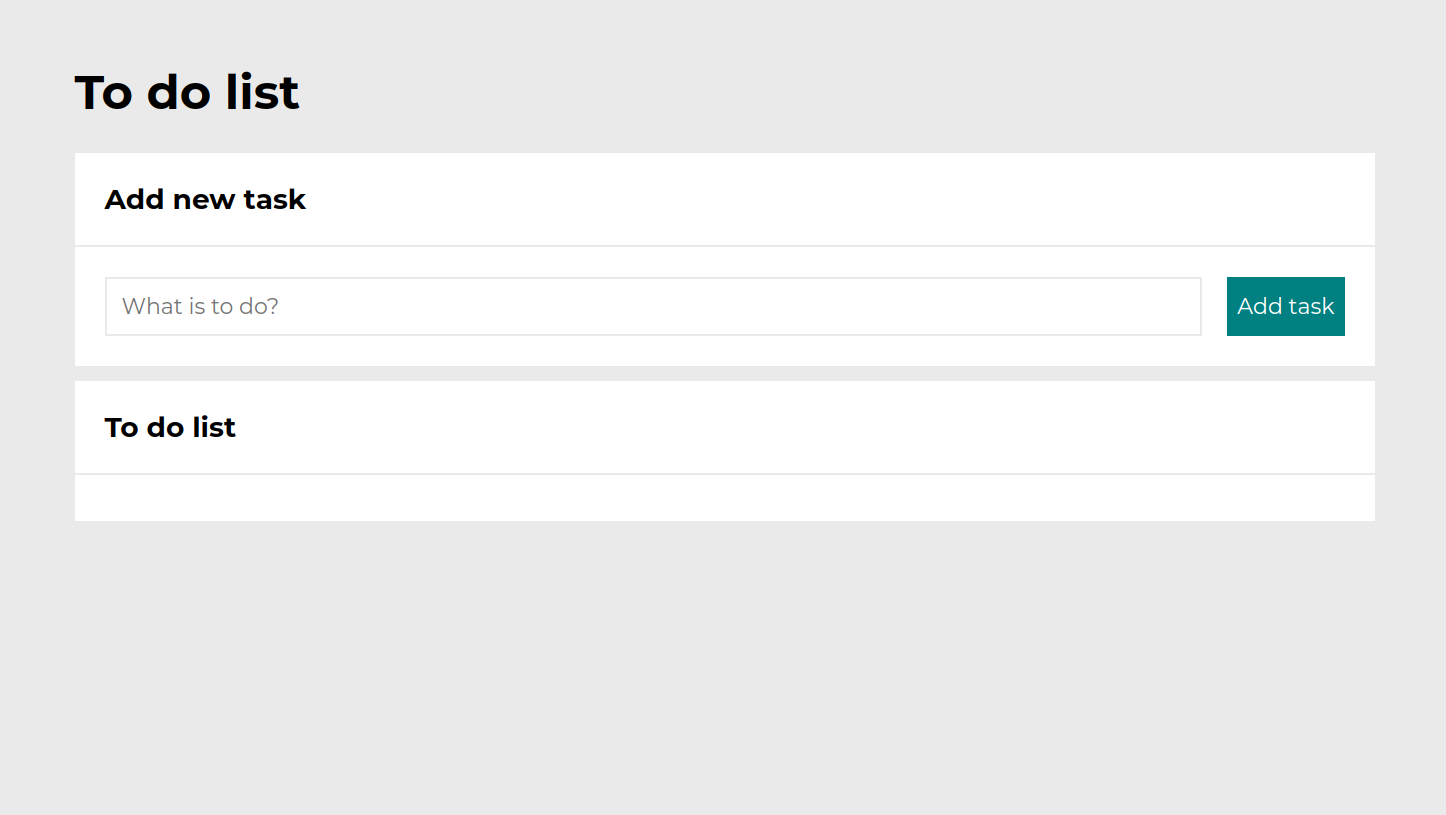 To do list
Add new task
What is to do?
Add task
To do list